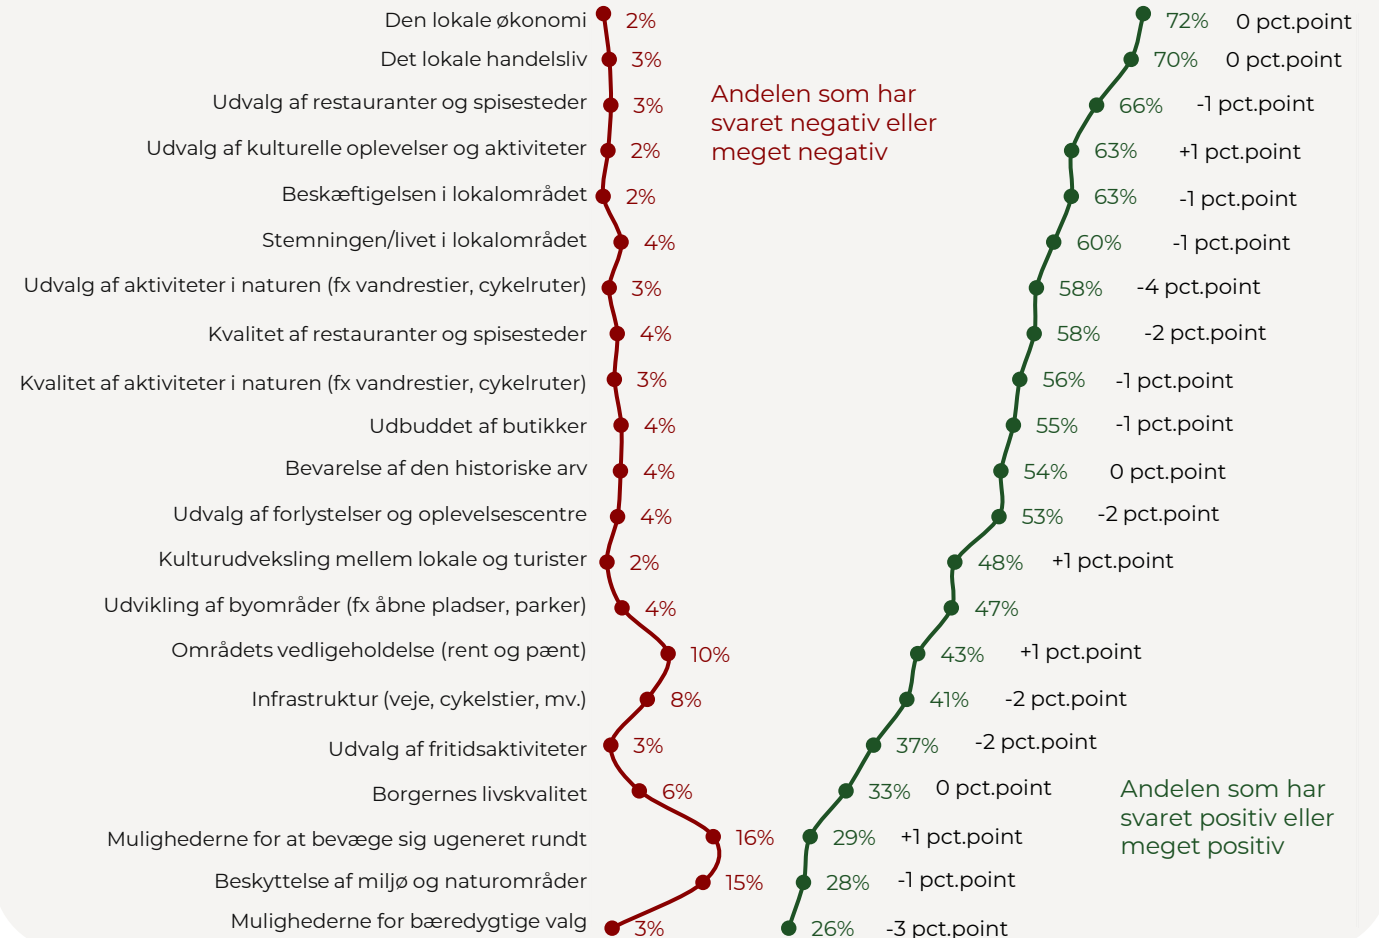 Den lokale økonomi 2% 72% 0 pct.point
Det lokale handelsliv 3% 70% 0 pct.point
Udvalg af restauranter og spisesteder 3% 66% -1 pct.point
Andelen som har
svaret negativ eller
meget negativ
Udvalg af kulturelle oplevelser og aktiviteter 2% 63% +1 pct.point
Beskæftigelsen i lokalområdet 2% 63% -1 pct.point
Stemningen/livet i lokalområdet 4% 60% -1 pct.point
Udvalg af aktiviteter i naturen (fx vandrestier, cykelruter) 3% 58% -4 pct.point
Kvalitet af restauranter og spisesteder 4% 58% -2 pct.point
Kvalitet af aktiviteter i naturen (fx vandrestier, cykelruter) 3% 56% -1 pct.point
Udbuddet af butikker 4% 55% -1 pct.point
Bevarelse af den historiske arv 4% 54% 0 pct.point
Udvalg af forlystelser og oplevelsescentre 4% 53% -2 pct.point
Kulturudveksling mellem lokale og turister 2% 48% +1 pct.point
Udvikling af byområder (fx åbne pladser, parker) 4% 47%
Områdets vedligeholdelse (rent og pænt) 10% 43% +1 pct.point
Infrastruktur (veje, cykelstier, mv.) 8% 41% -2 pct.point
Udvalg af fritidsaktiviteter 3% 37% -2 pct.point
Borgernes livskvalitet 6% 33% 0 pct.point
Andelen som har
svaret positiv eller
meget positiv
Mulighederne for at bevæge sig ugeneret rundt 16% 29% +1 pct.point
Beskyttelse af miljø og naturområder 15% 28% -1 pct.point
Mulighederne for bæredygtige valg 3% 26% -3 pct.point